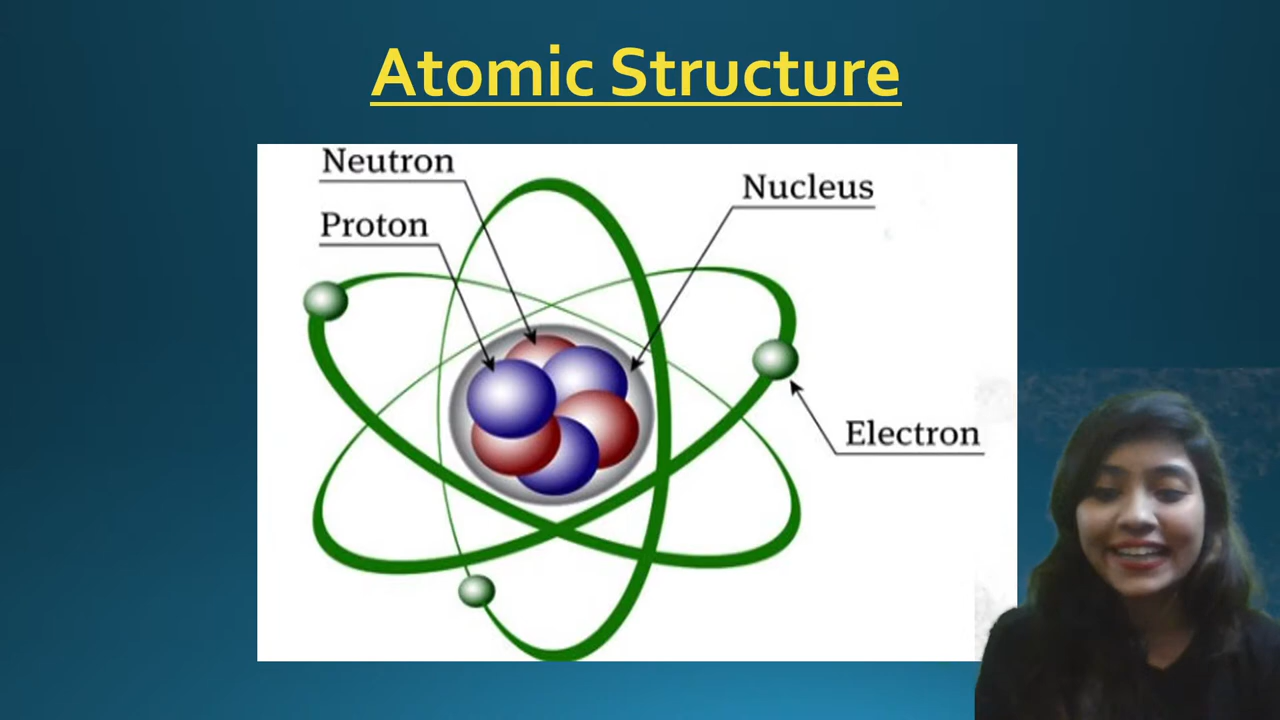 Atomic Structure
Neutron
Nucleus
Proton
Electron